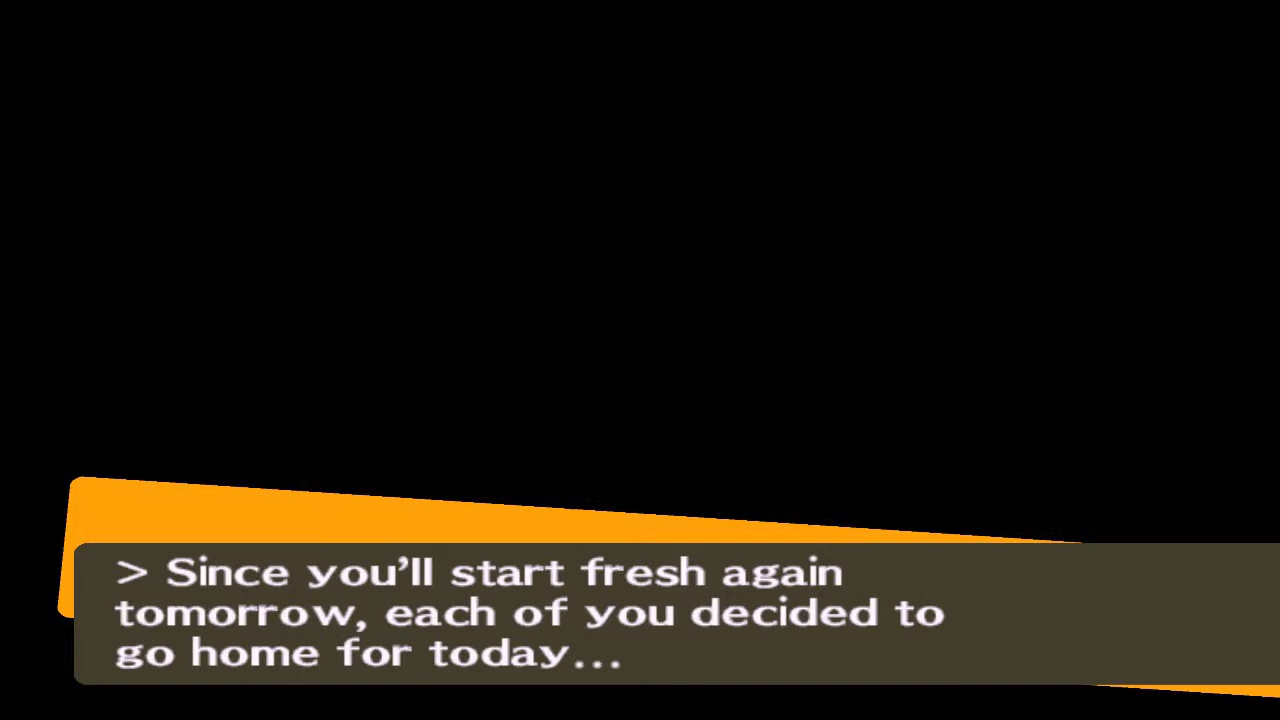 > Since you'll start fresh again
tomorrow, each of you decided to
go home for today...